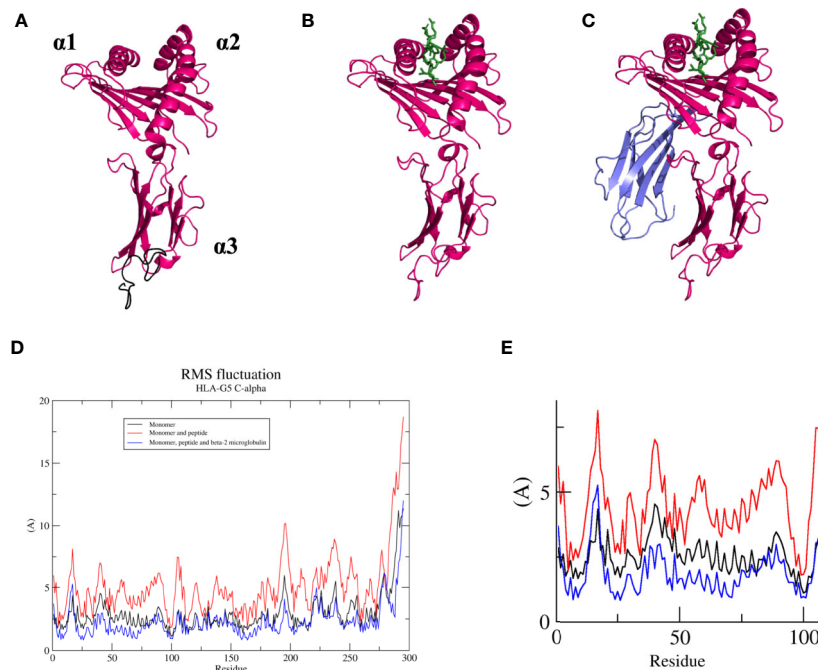 A
B
C
α1
α2
α3
D
E
RMS fluctuation
HLA-G5 C-alpha
Monomer
Monomer and peptide
Monomer, peptide and beta-2 microglobulin
20
15
10
5
0
(A)
0 50 100 150 200 250 300
Residue
5
0
(A)
0 50 100
Residue